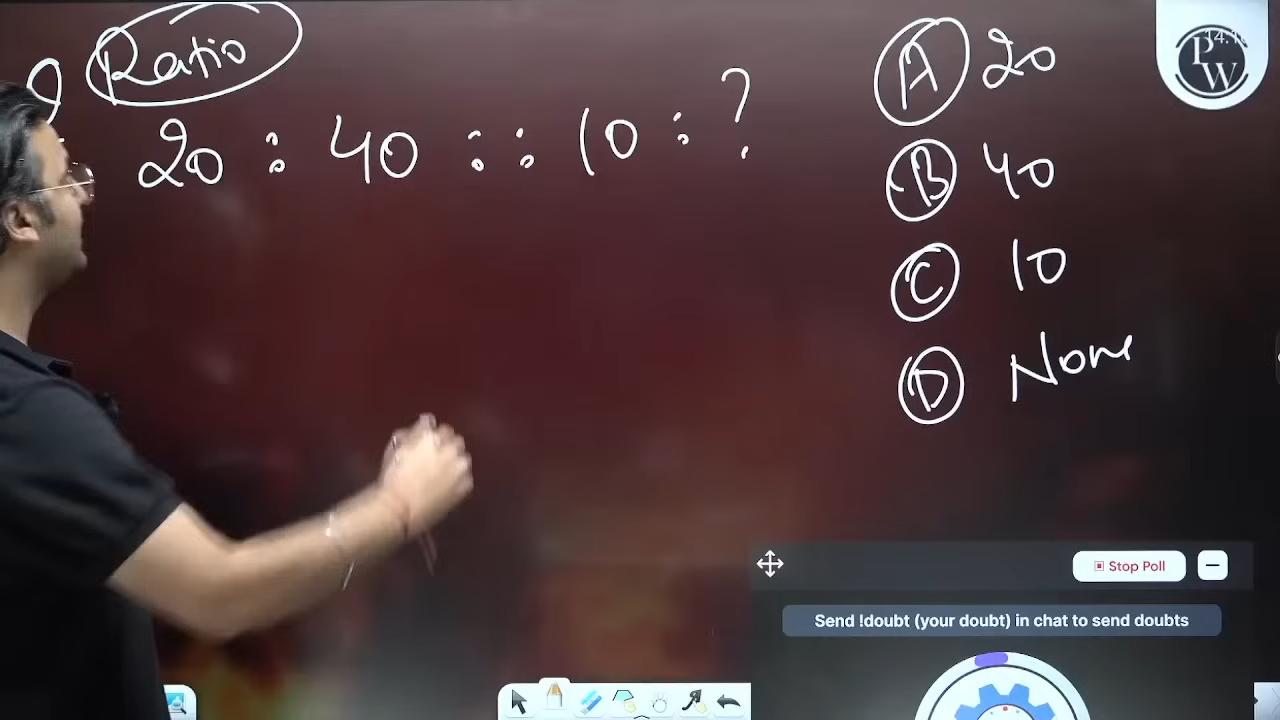 Q Ratio
20 : 40 :: 10 : ?
A 20
B 40
C 10
D None
PW
Stop Poll
Send !doubt (your doubt) in chat to send doubts